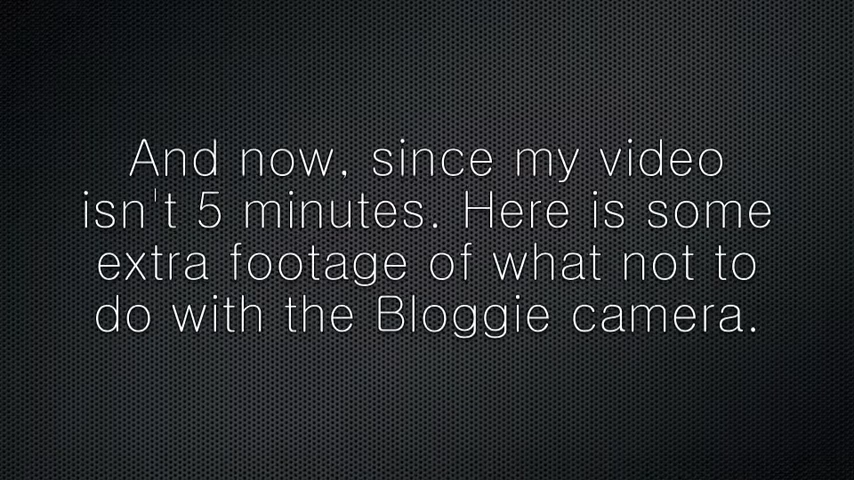 And now, since my video
isn't 5 minutes. Here is some
extra footage of what not to
do with the Bloggie camera.